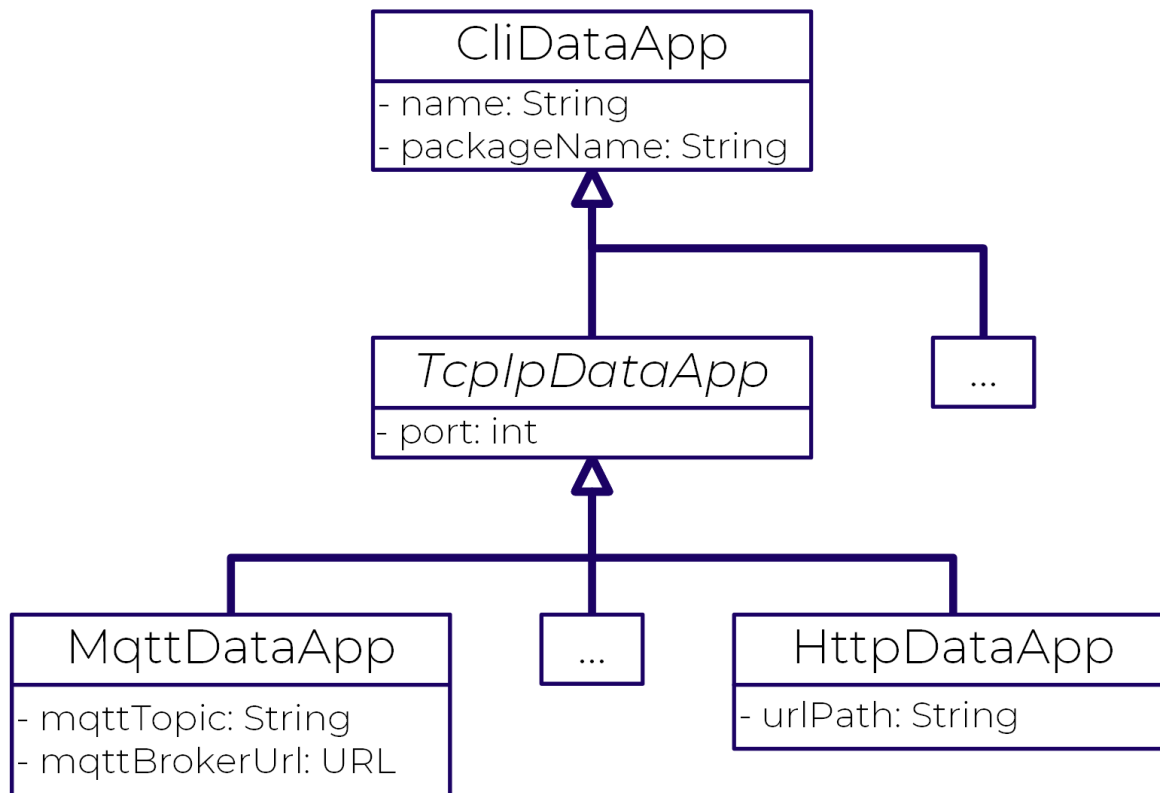 CliDataApp
- name: String
- packageName: String
TcpIpDataApp
...
- port: int
MqttDataApp
...
HttpDataApp
- mqttTopic: String
- mqttBrokerUrl: URL
- urlPath: String